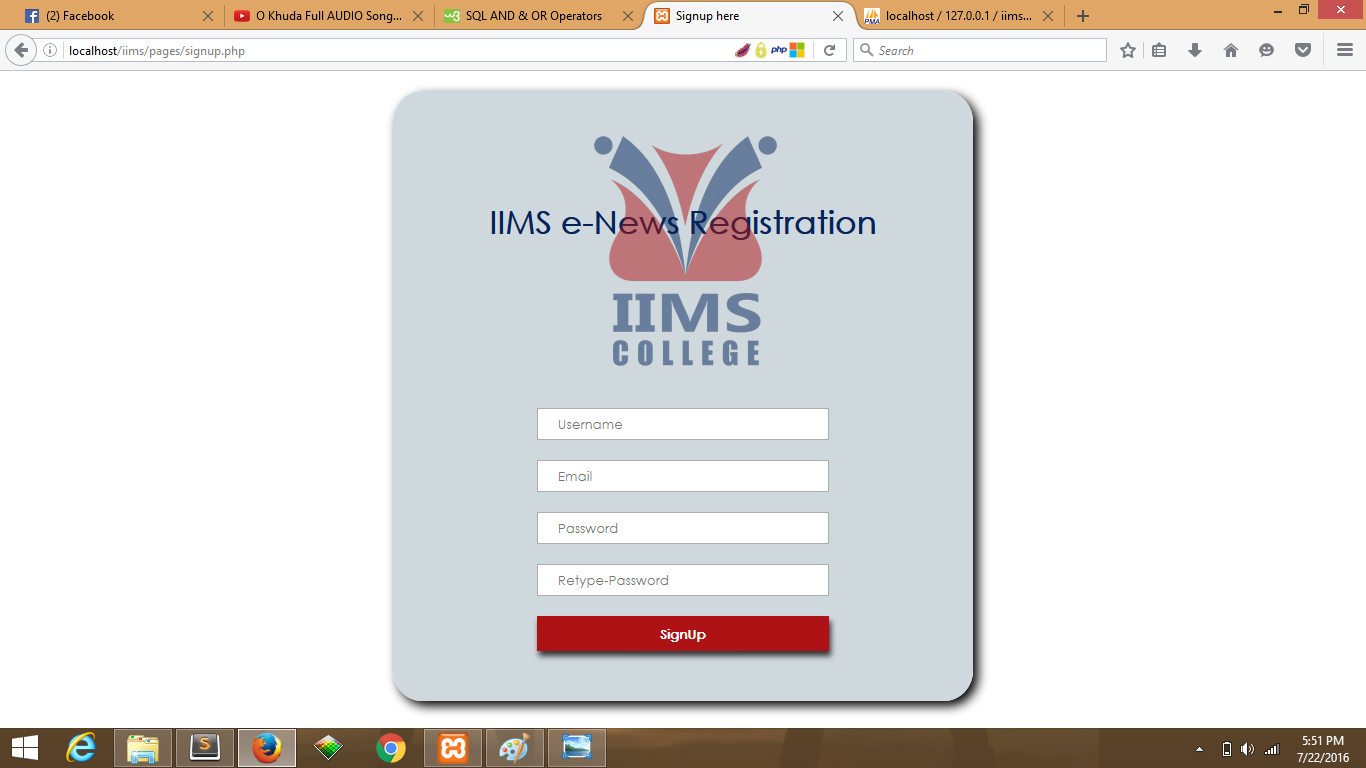 (2) Facebook
O Khuda Full AUDIO Song...
SQL AND & OR Operators
Signup here
localhost / 127.0.0.1 / iims...
localhost/iims/pages/signup.php
php
Search
IIMS e-News Registration
IIMS
COLLEGE
Username
Email
Password
Retype-Password
SignUp
5:51 PM
7/22/2016